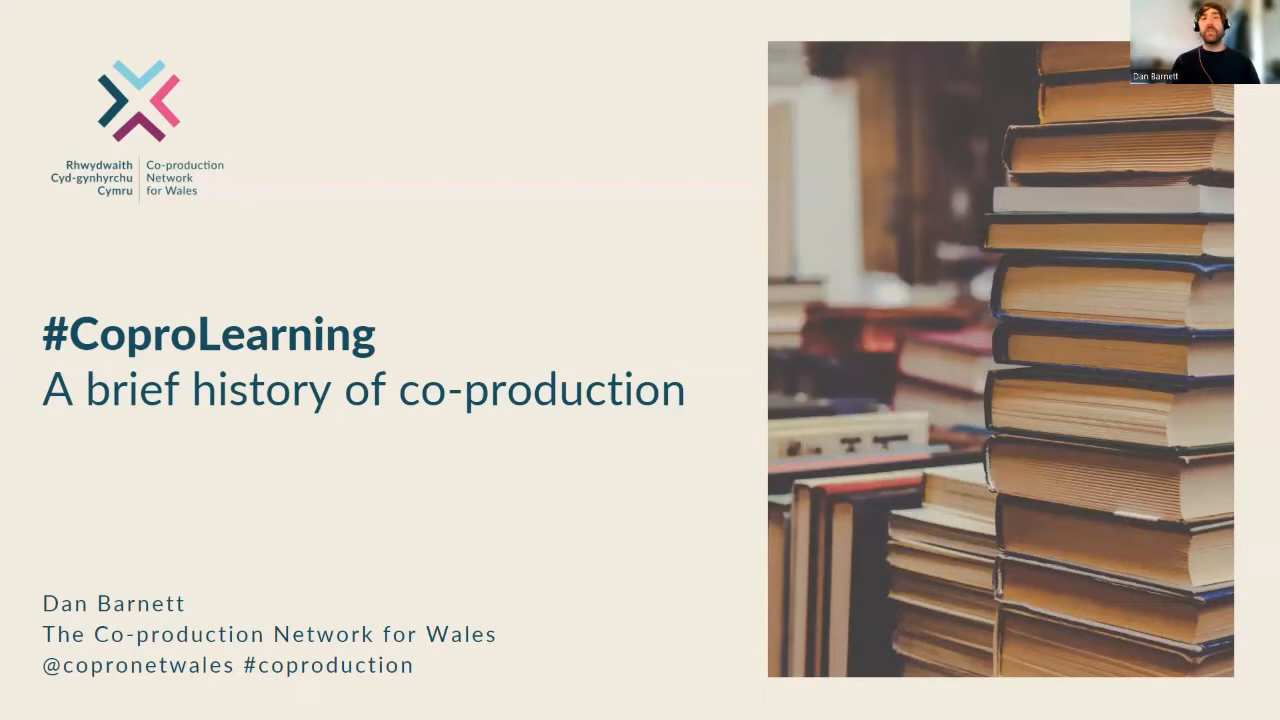 Rhwydwaith
Cyd-gynhyrchu
Cymru
Co-production
Network
for Wales
Dan Barnett
#CoproLearning
A brief history of co-production
Dan Barnett
The Co-production Network for Wales
@copronetwales #coproduction